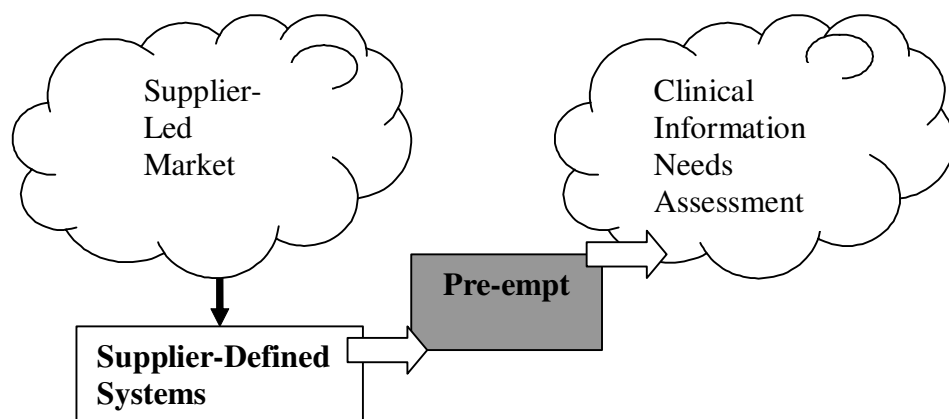 Supplier-
Led
Market
Clinical
Information
Needs
Assessment
Pre-empt
Supplier-Defined
Systems